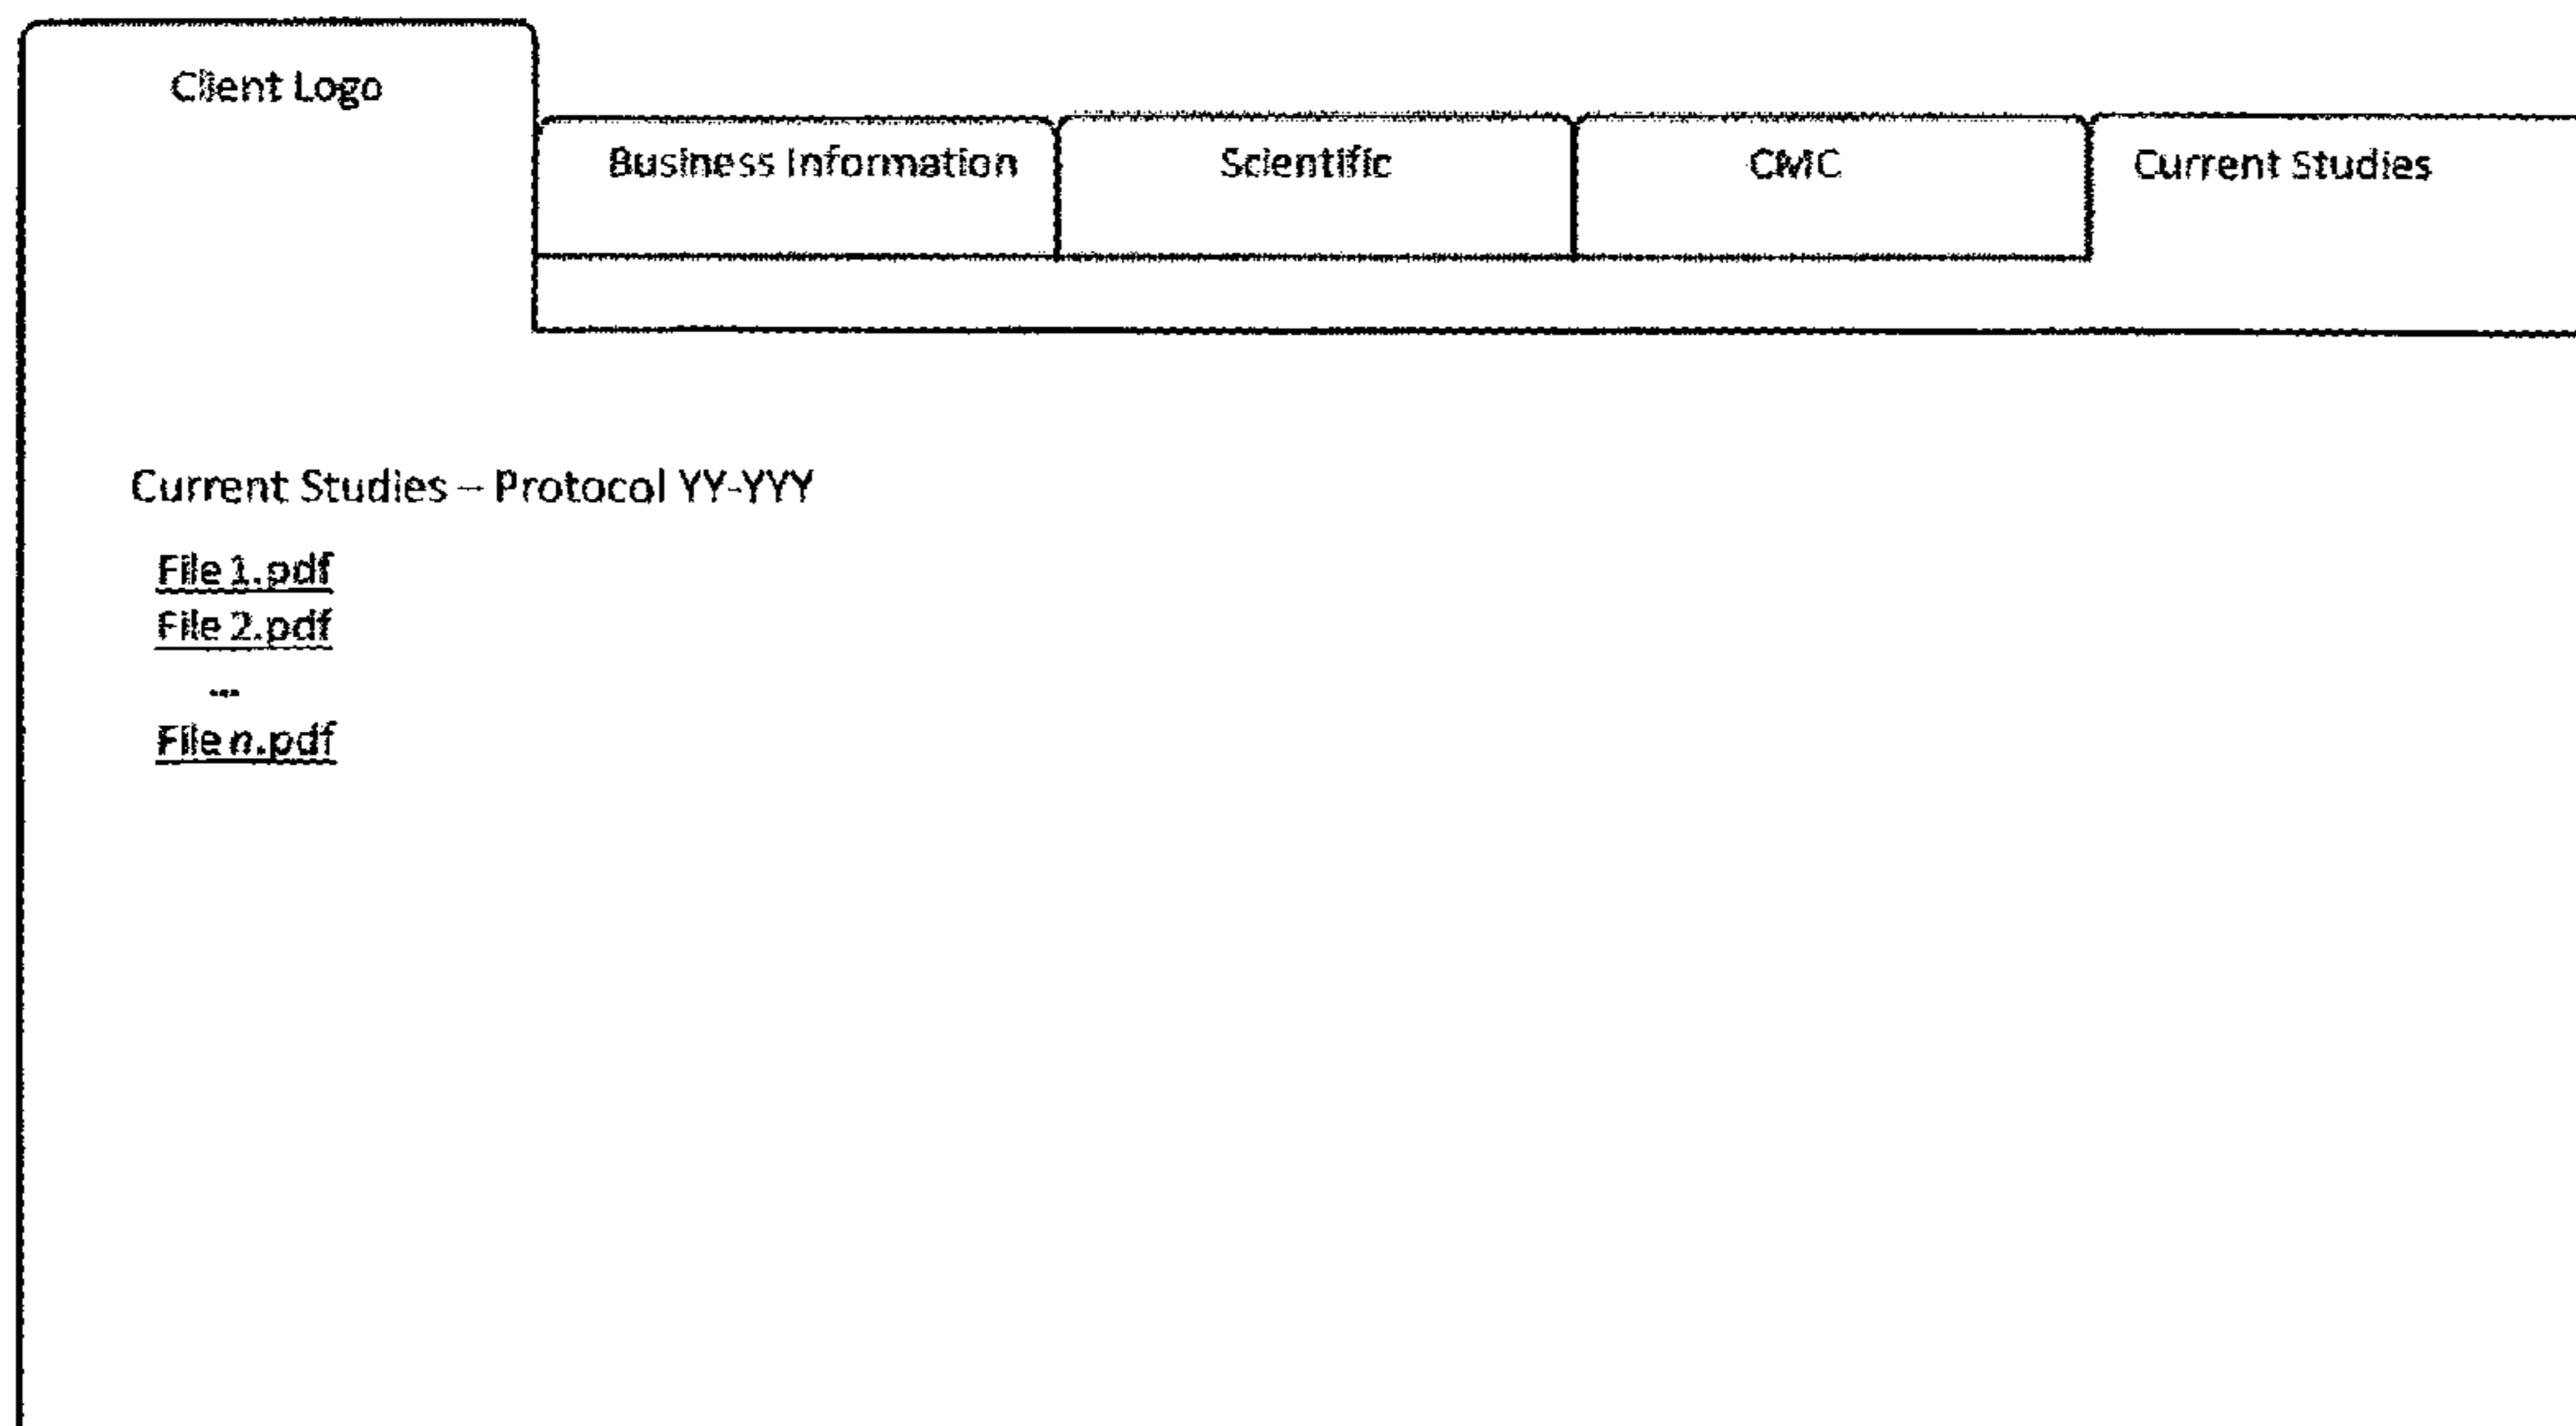 Client Logo
Business Information Scientific CMC Current Studies
Current Studies – Protocol YY-YYY
File 1.pdf
File 2.pdf
...
File n.pdf